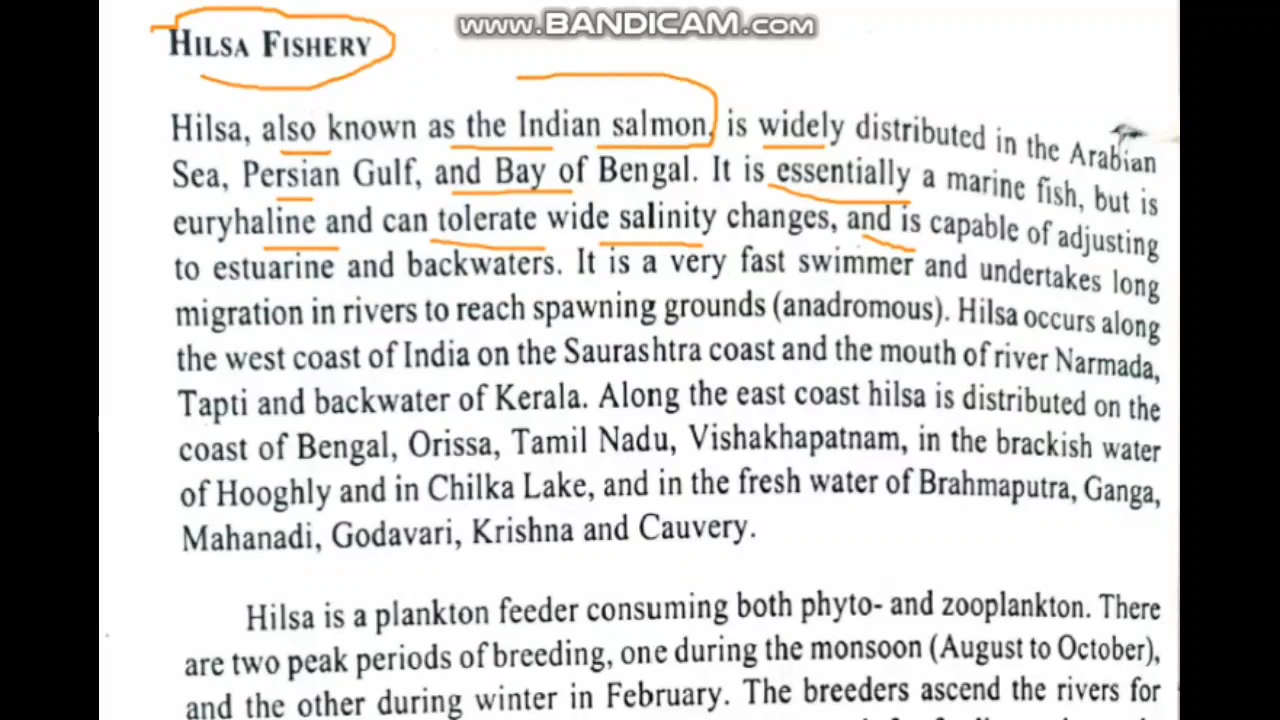 www.BANDICAM.com
HILSA FISHERY
Hilsa, also known as the Indian salmon, is widely distributed in the Arabian
Sea, Persian Gulf, and Bay of Bengal. It is essentially a marine fish, but is
euryhaline and can tolerate wide salinity changes, and is capable of adjusting
to estuarine and backwaters. It is a very fast swimmer and undertakes long
migration in rivers to reach spawning grounds (anadromous). Hilsa occurs along
the west coast of India on the Saurashtra coast and the mouth of river Narmada,
Tapti and backwater of Kerala. Along the east coast hilsa is distributed on the
coast of Bengal, Orissa, Tamil Nadu, Vishakhapatnam, in the brackish water
of Hooghly and in Chilka Lake, and in the fresh water of Brahmaputra, Ganga,
Mahanadi, Godavari, Krishna and Cauvery.
Hilsa is a plankton feeder consuming both phyto- and zooplankton. There
are two peak periods of breeding, one during the monsoon (August to October),
and the other during winter in February. The breeders ascend the rivers for